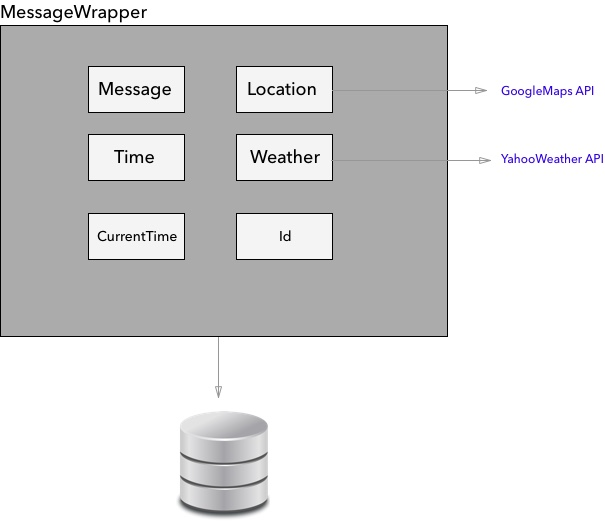 MessageWrapper
Message
Location
GoogleMaps API
Time
Weather
YahooWeather API
CurrentTime
Id